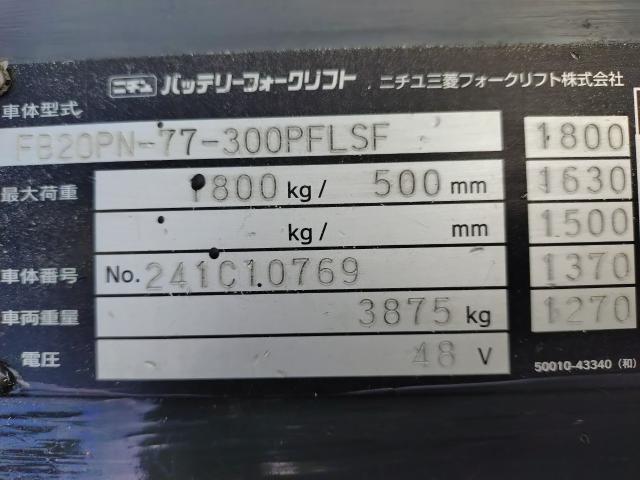 ニチユ バッテリーフォークリフト ニチユ三菱フォークリフト株式会社
車体型式
FB20PN-77-300PFLSF 1800
最大荷重 1800 kg/ 500 mm 1630
kg/ mm 1500
車体番号 No. 241C10769 1370
車両重量 3875 kg 1270
電圧 48 V 50010-43340 (和)